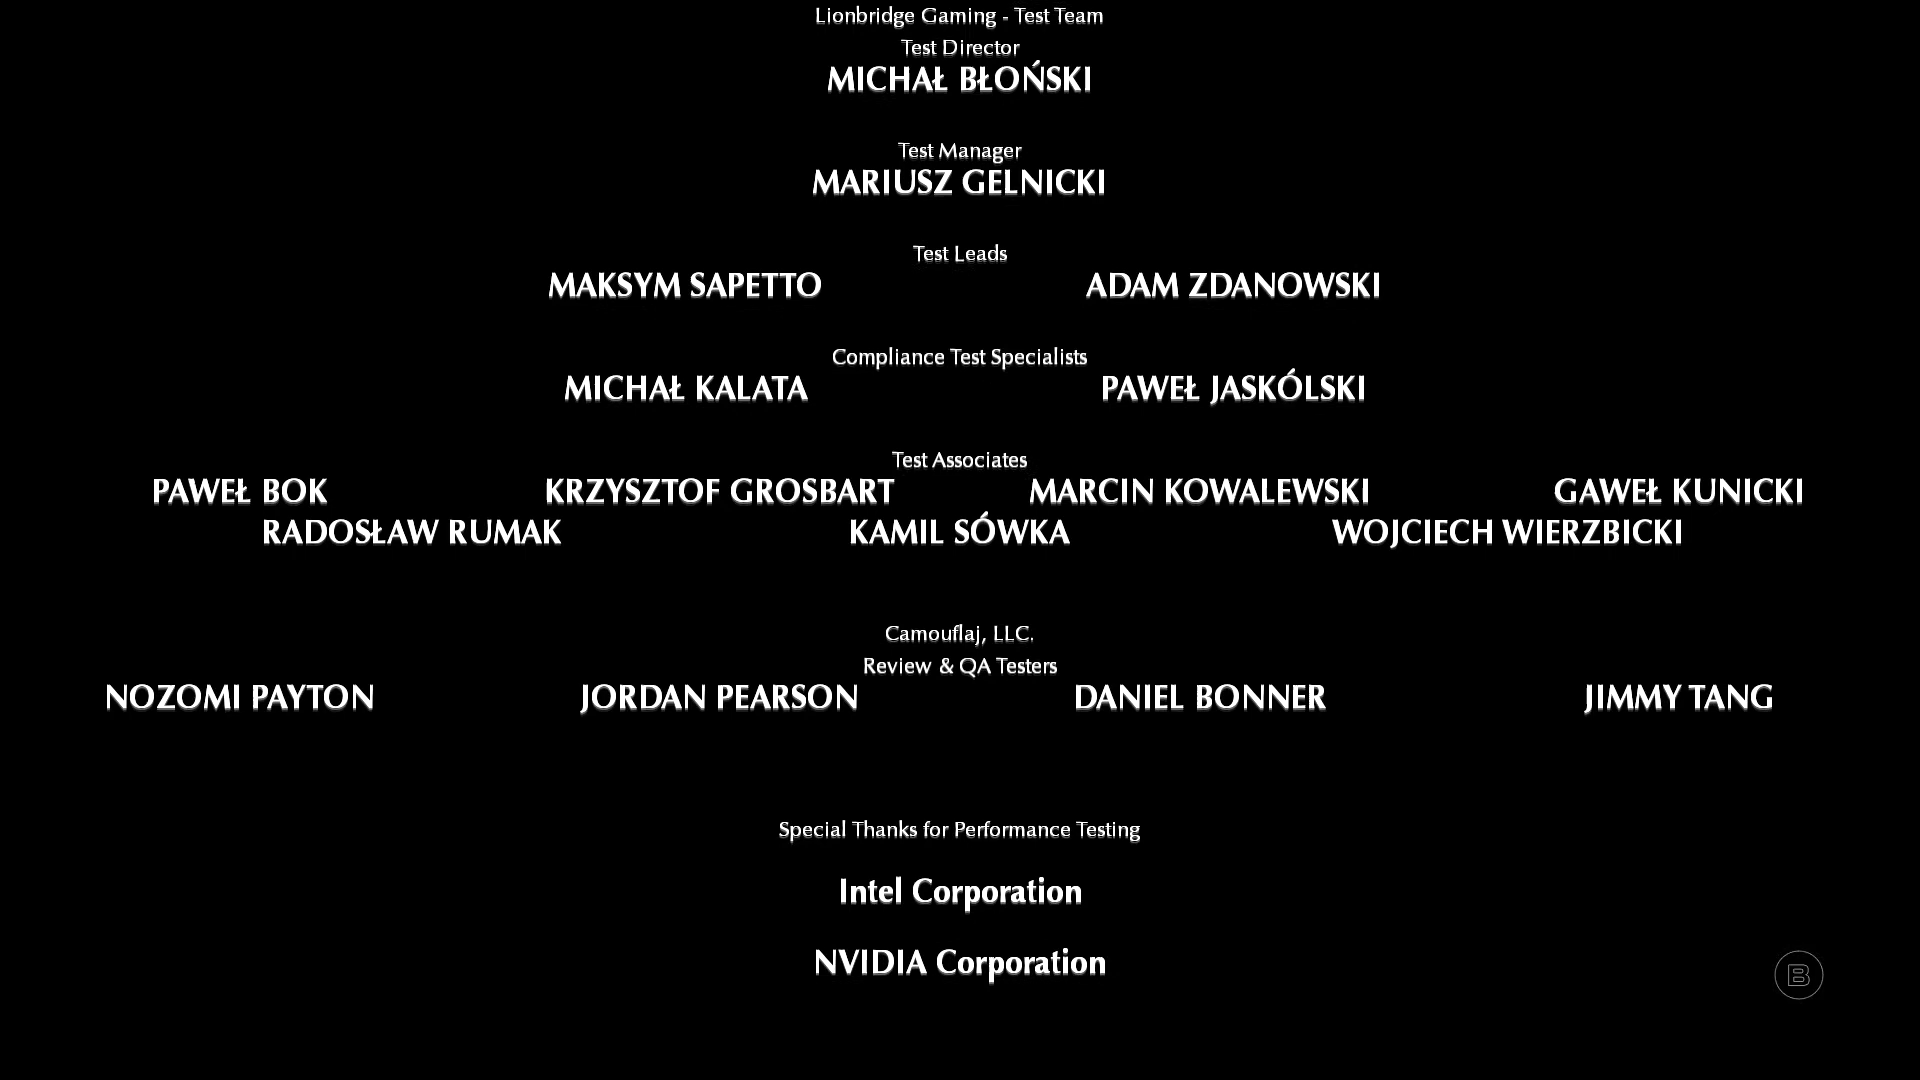 Lionbridge Gaming - Test Team
Test Director
MICHAŁ BŁOŃSKI
Test Manager
MARIUSZ GELNICKI
Test Leads
MAKSYM SAPETTO ADAM ZDANOWSKI
Compliance Test Specialists
MICHAŁ KALATA PAWEŁ JASKÓLSKI
Test Associates
PAWEŁ BOK KRZYSZTOF GROSBART MARCIN KOWALEWSKI GAWEŁ KUNICKI
RADOSŁAW RUMAK KAMIL SÓWKA WOJCIECH WIERZBICKI
Camouflaj, LLC.
Review & QA Testers
NOZOMI PAYTON JORDAN PEARSON DANIEL BONNER JIMMY TANG
Special Thanks for Performance Testing
Intel Corporation
NVIDIA Corporation
B